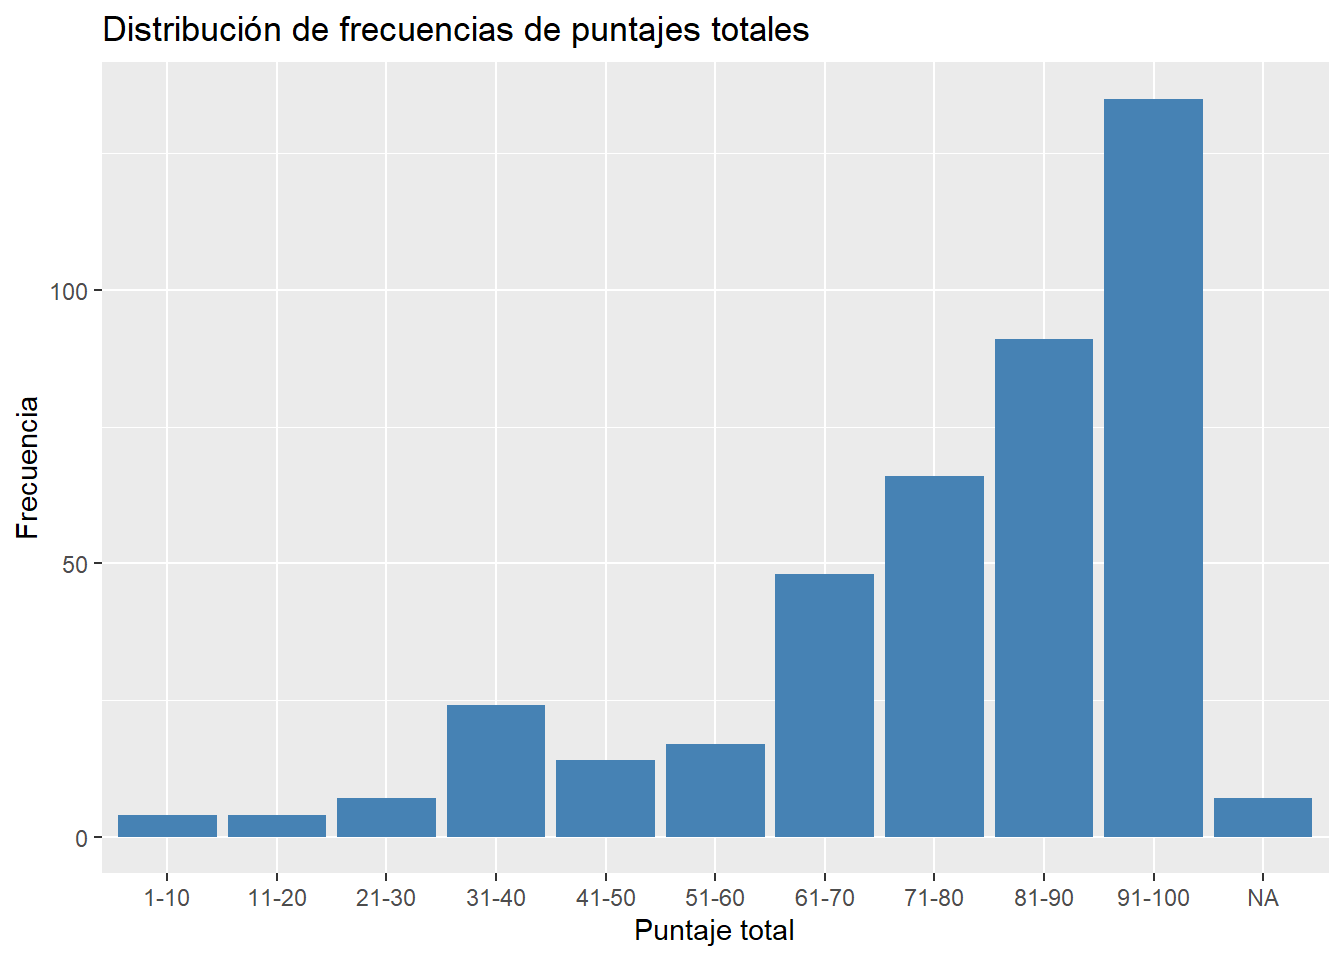 Distribución de frecuencias de puntajes totales
Frecuencia
100
50
0
1-10 11-20 21-30 31-40 41-50 51-60 61-70 71-80 81-90 91-100 NA
Puntaje total